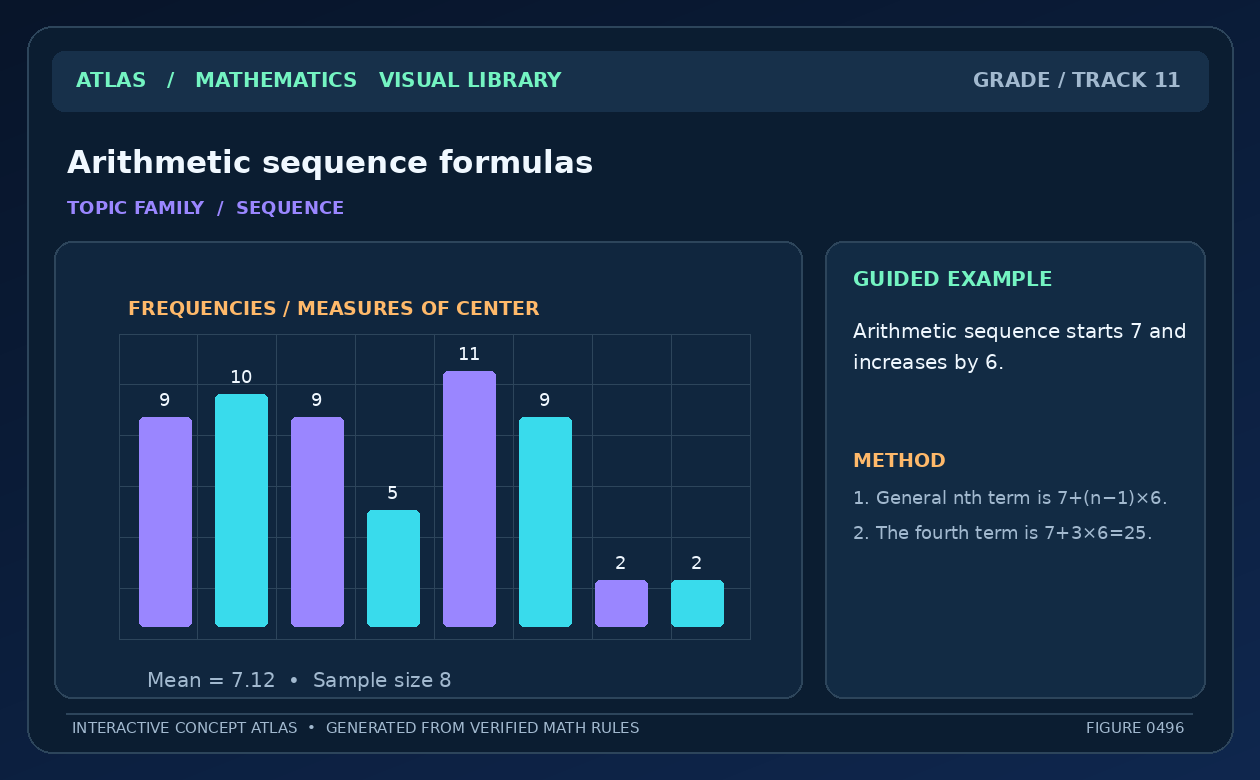 ATLAS / MATHEMATICS VISUAL LIBRARY
GRADE / TRACK 11
Arithmetic sequence formulas
TOPIC FAMILY / SEQUENCE
FREQUENCIES / MEASURES OF CENTER
9
10
9
5
11
9
2
2
Mean = 7.12 • Sample size 8
GUIDED EXAMPLE
Arithmetic sequence starts 7 and
increases by 6.
METHOD
1. General nth term is 7+(n−1)×6.
2. The fourth term is 7+3×6=25.
INTERACTIVE CONCEPT ATLAS • GENERATED FROM VERIFIED MATH RULES
FIGURE 0496